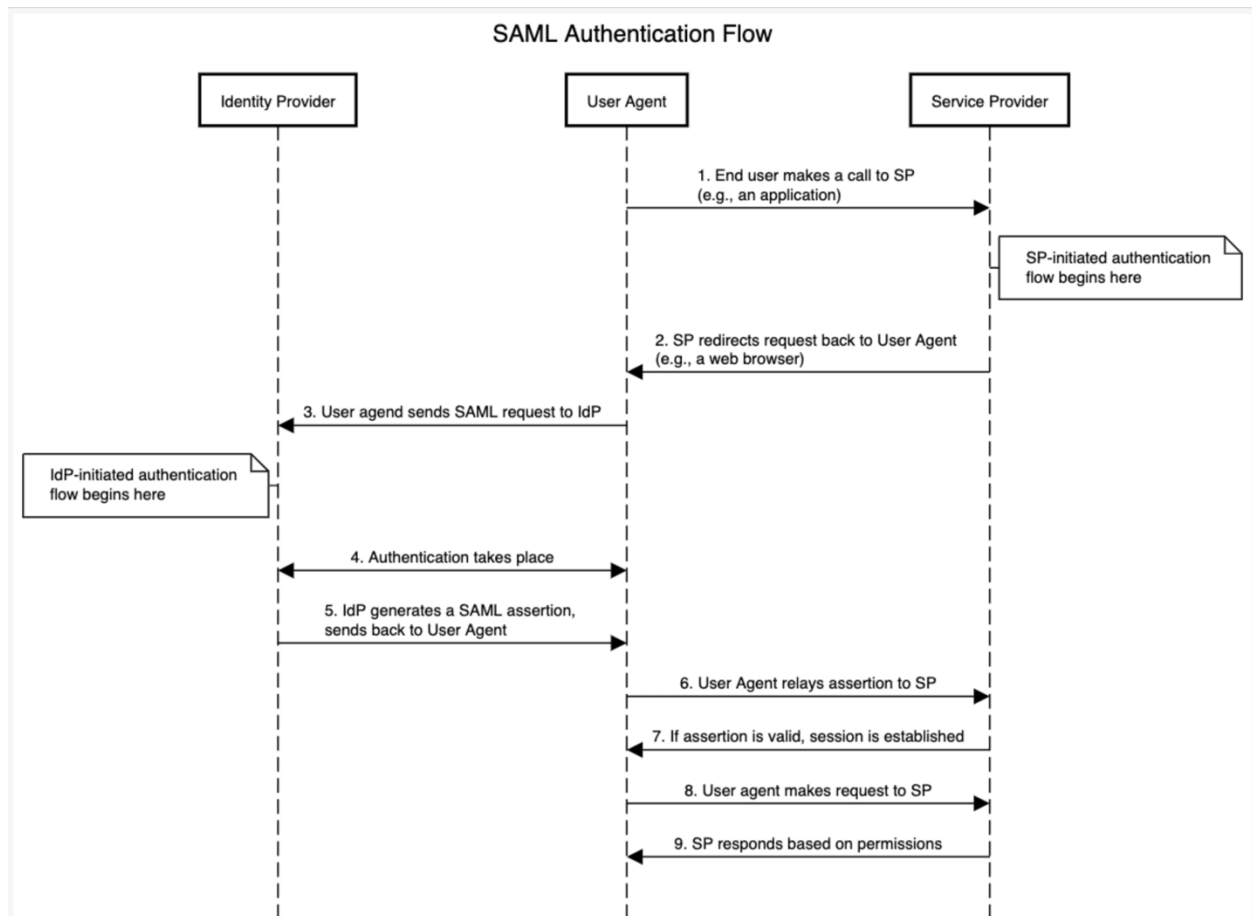 SAML Authentication Flow
Identity Provider
User Agent
Service Provider
1. End user makes a call to SP
(e.g., an application)
SP-initiated authentication
flow begins here
2. SP redirects request back to User Agent
(e.g., a web browser)
3. User agend sends SAML request to IdP
IdP-initiated authentication
flow begins here
4. Authentication takes place
5. IdP generates a SAML assertion,
sends back to User Agent
6. User Agent relays assertion to SP
7. If assertion is valid, session is established
8. User agent makes request to SP
9. SP responds based on permissions